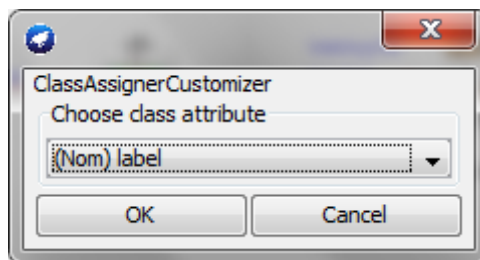 ClassAssignerCustomizer
Choose class attribute
(Nom) label
OK
Cancel